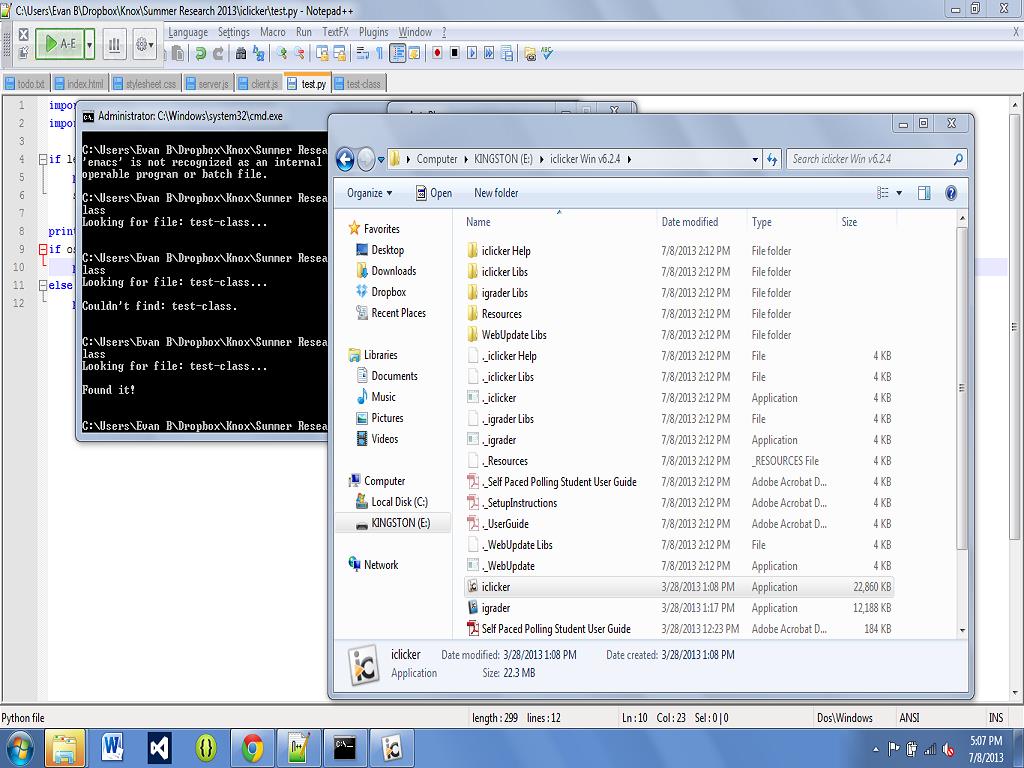 C:\Users\Evan B\Dropbox\Knox\Summer Research 2013\iclicker\test.py - Notepad++
A-E
Language Settings Macro Run TextFX Plugins Window ? X
todo.txt index.html stylesheet.css server.js client.js test.py test-class
1 impor
2 impor
3
4 if le
5
6
7
8 prin
9 if os
10
11 else
12
Administrator: C:\Windows\system32\cmd.exe
C:\Users\Evan B\Dropbox\Knox\Summer Resea
'emacs' is not recognized as an internal
operable program or batch file.
C:\Users\Evan B\Dropbox\Knox\Summer Resea
lass
Looking for file: test-class...
C:\Users\Evan B\Dropbox\Knox\Summer Resea
lass
Looking for file: test-class...
Couldn't find: test-class.
C:\Users\Evan B\Dropbox\Knox\Summer Resea
lass
Looking for file: test-class...
Found it!
C:\Users\Evan B\Dropbox\Knox\Summer Resea
Computer KINGSTON (E:) iclicker Win v6.2.4
Search iclicker Win v6.2.4
Organize Open New folder
Favorites
Desktop
Downloads
Dropbox
Recent Places
Libraries
Documents
Music
Pictures
Videos
Computer
Local Disk (C:)
KINGSTON (E:)
Network
Name Date modified Type Size
iclicker Help 7/8/2013 2:12 PM File folder
iclicker Libs 7/8/2013 2:12 PM File folder
igrader Libs 7/8/2013 2:12 PM File folder
Resources 7/8/2013 2:12 PM File folder
WebUpdate Libs 7/8/2013 2:12 PM File folder
._iclicker Help 7/8/2013 2:12 PM File 4 KB
._iclicker Libs 7/8/2013 2:12 PM File 4 KB
._iclicker 7/8/2013 2:12 PM Application 4 KB
._igrader Libs 7/8/2013 2:12 PM File 4 KB
._igrader 7/8/2013 2:12 PM Application 4 KB
._Resources 7/8/2013 2:12 PM _RESOURCES File 4 KB
._Self Paced Polling Student User Guide 7/8/2013 2:12 PM Adobe Acrobat D... 4 KB
._SetupInstructions 7/8/2013 2:12 PM Adobe Acrobat D... 4 KB
._UserGuide 7/8/2013 2:12 PM Adobe Acrobat D... 4 KB
._WebUpdate Libs 7/8/2013 2:12 PM File 4 KB
._WebUpdate 7/8/2013 2:12 PM Application 4 KB
iclicker 3/28/2013 1:08 PM Application 22,860 KB
igrader 3/28/2013 1:17 PM Application 12,188 KB
Self Paced Polling Student User Guide 3/28/2013 12:23 PM Adobe Acrobat D... 184 KB
iclicker Date modified: 3/28/2013 1:08 PM Date created: 3/28/2013 1:08 PM
Application Size: 22.3 MB
Python file length : 299 lines : 12 Ln : 10 Col : 23 Sel : 0 | 0 Dos\Windows ANSI INS
5:07 PM
7/8/2013